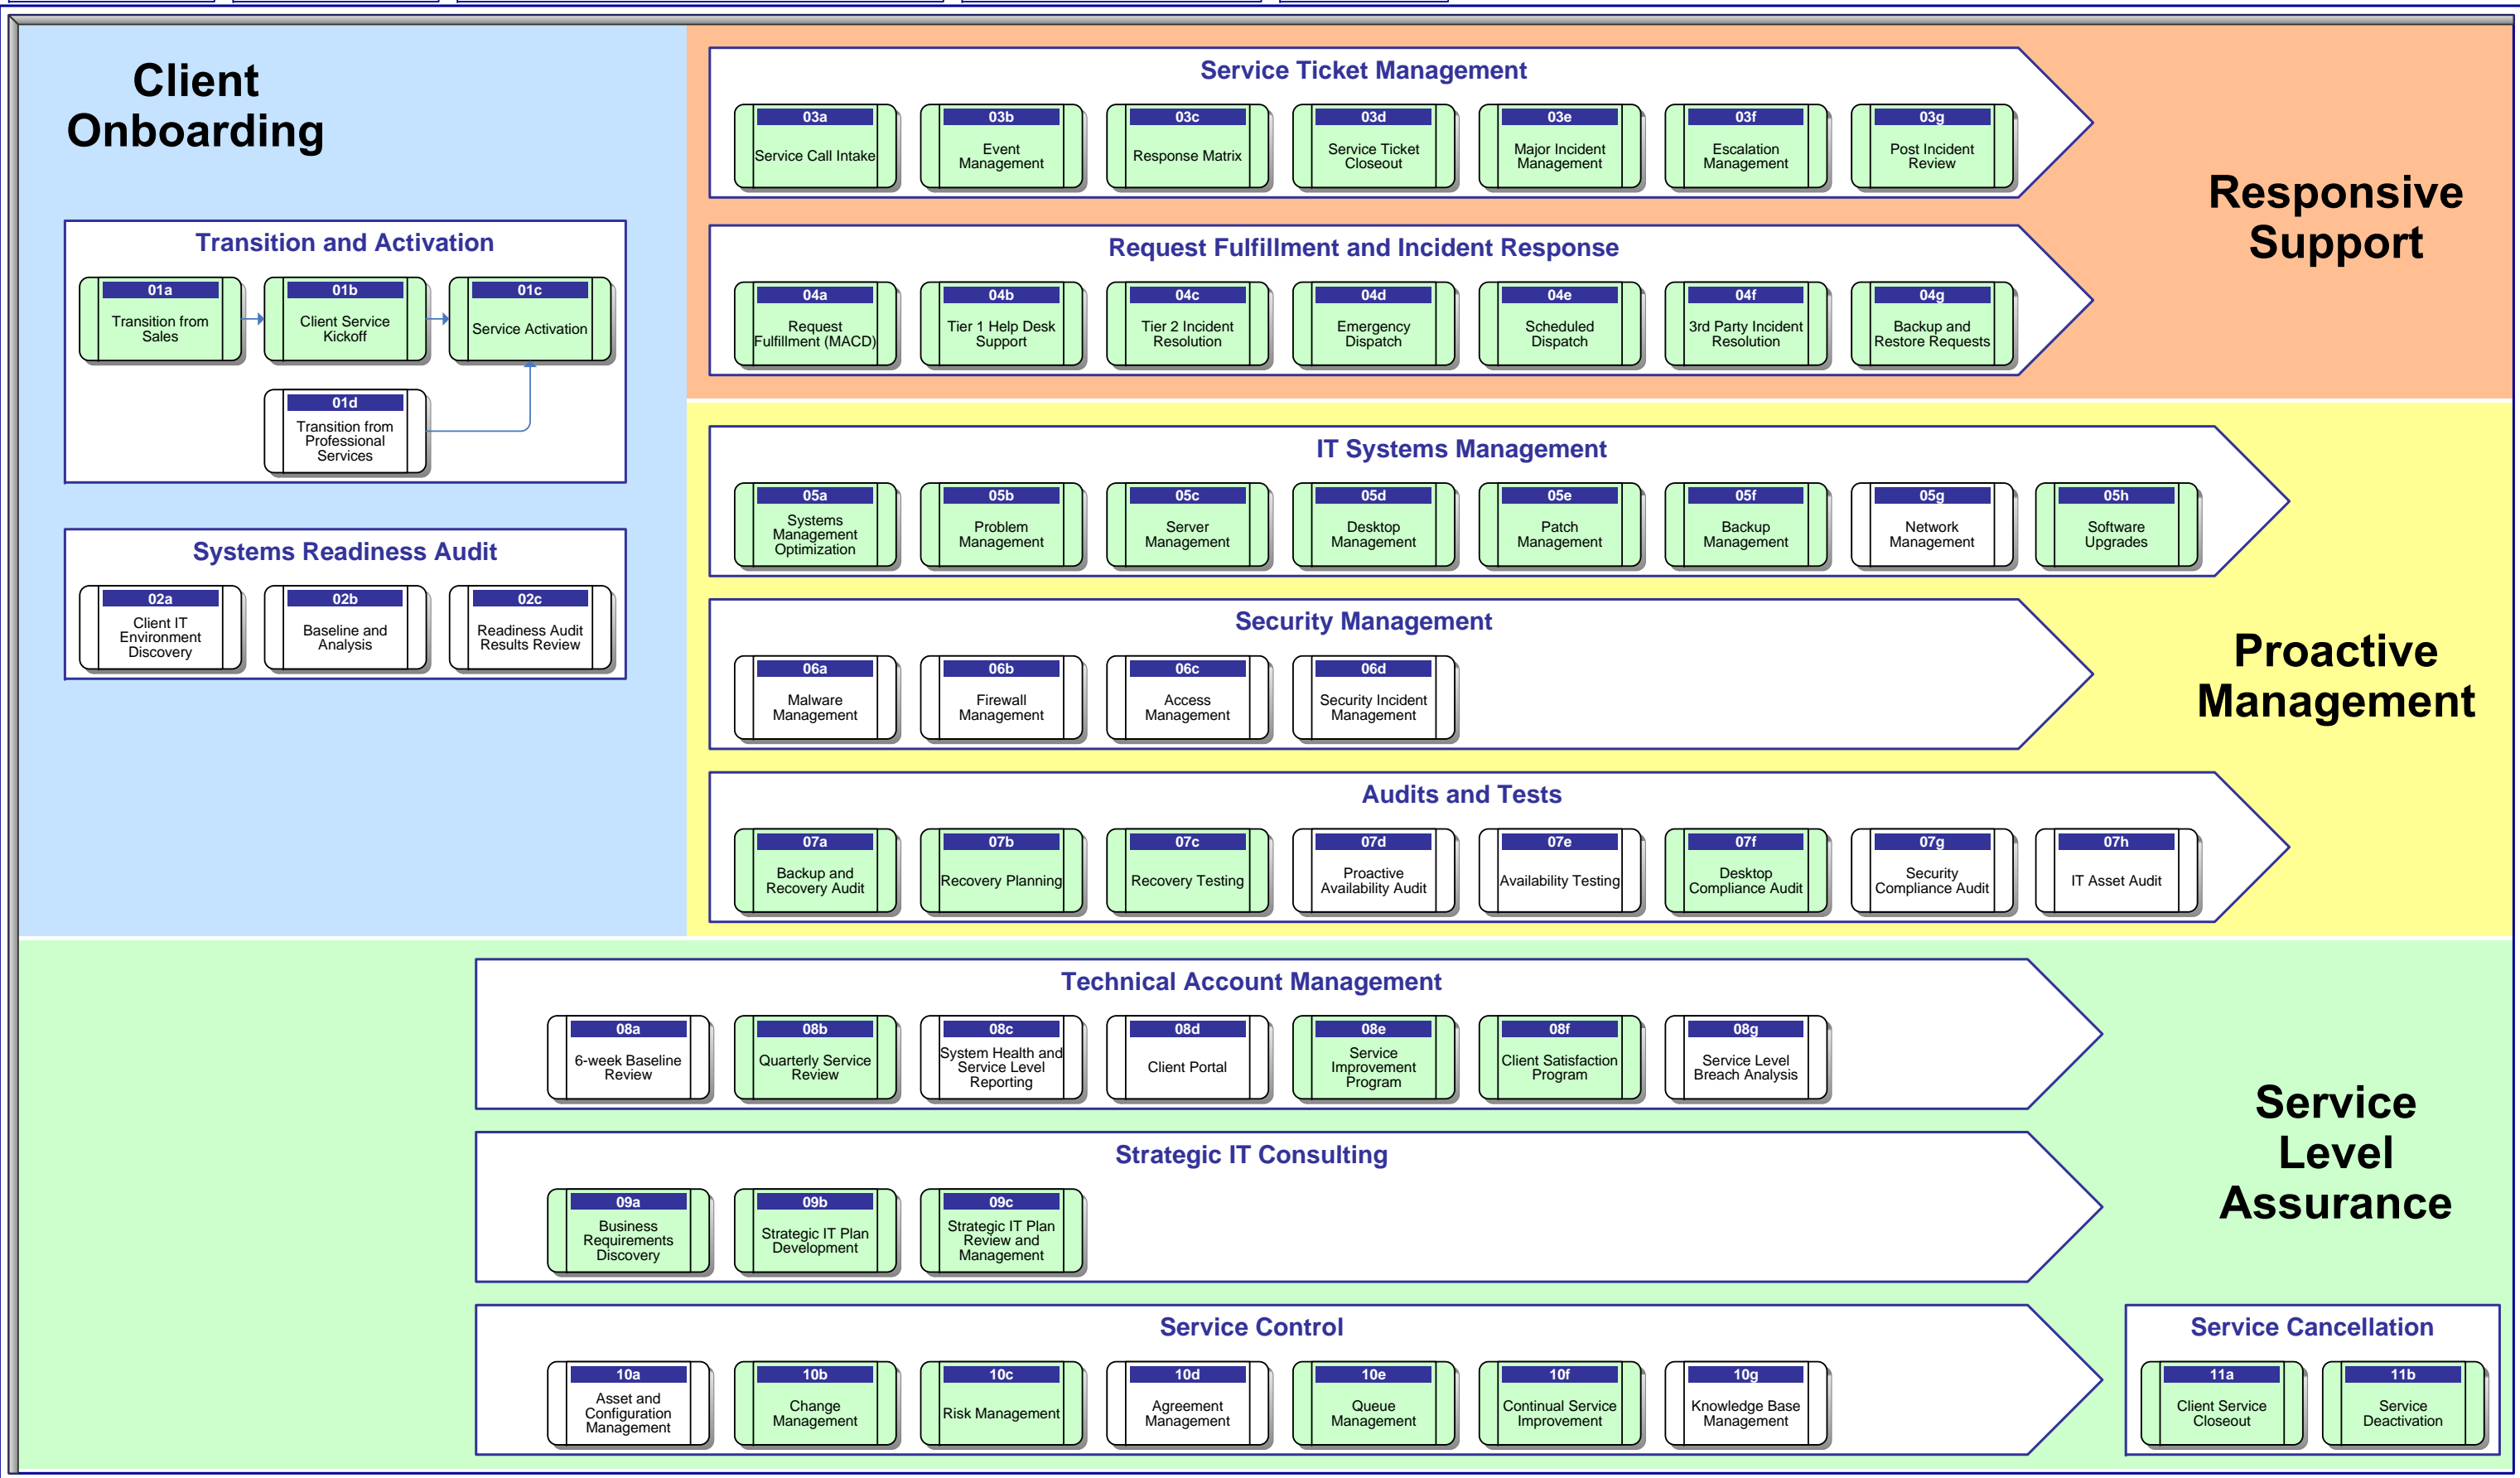 Client
Onboarding
Transition and Activation
01a
Transition from
Sales
01b
Client Service
Kickoff
01c
Service Activation
01d
Transition from
Professional
Services
Systems Readiness Audit
02a
Client IT
Environment
Discovery
02b
Baseline and
Analysis
02c
Readiness Audit
Results Review
Responsive
Support
Service Ticket Management
03a
Service Call Intake
03b
Event
Management
03c
Response Matrix
03d
Service Ticket
Closeout
03e
Major Incident
Management
03f
Escalation
Management
03g
Post Incident
Review
Request Fulfillment and Incident Response
04a
Request
Fulfillment (MACD)
04b
Tier 1 Help Desk
Support
04c
Tier 2 Incident
Resolution
04d
Emergency
Dispatch
04e
Scheduled
Dispatch
04f
3rd Party Incident
Resolution
04g
Backup and
Restore Requests
Proactive
Management
IT Systems Management
05a
Systems
Management
Optimization
05b
Problem
Management
05c
Server
Management
05d
Desktop
Management
05e
Patch
Management
05f
Backup
Management
05g
Network
Management
05h
Software
Upgrades
Security Management
06a
Malware
Management
06b
Firewall
Management
06c
Access
Management
06d
Security Incident
Management
Audits and Tests
07a
Backup and
Recovery Audit
07b
Recovery Planning
07c
Recovery Testing
07d
Proactive
Availability Audit
07e
Availability Testing
07f
Desktop
Compliance Audit
07g
Security
Compliance Audit
07h
IT Asset Audit
Service
Level
Assurance
Technical Account Management
08a
6-week Baseline
Review
08b
Quarterly Service
Review
08c
System Health and
Service Level
Reporting
08d
Client Portal
08e
Service
Improvement
Program
08f
Client Satisfaction
Program
08g
Service Level
Breach Analysis
Strategic IT Consulting
09a
Business
Requirements
Discovery
09b
Strategic IT Plan
Development
09c
Strategic IT Plan
Review and
Management
Service Control
10a
Asset and
Configuration
Management
10b
Change
Management
10c
Risk Management
10d
Agreement
Management
10e
Queue
Management
10f
Continual Service
Improvement
10g
Knowledge Base
Management
Service Cancellation
11a
Client Service
Closeout
11b
Service
Deactivation